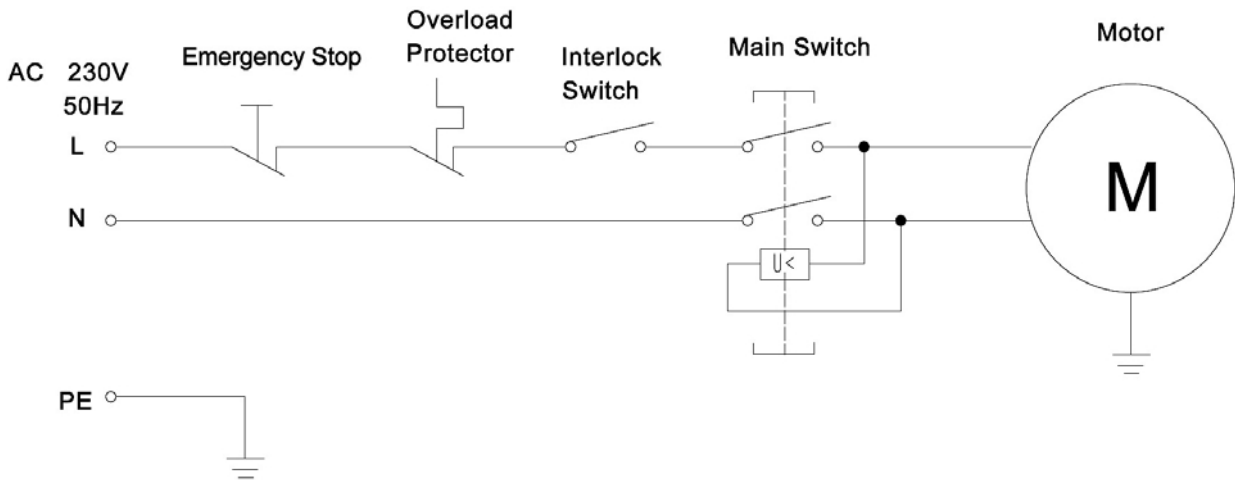 AC 230V
50Hz
Emergency Stop
Overload
Protector
Interlock
Switch
Main Switch
Motor
L
N
U<
M
PE